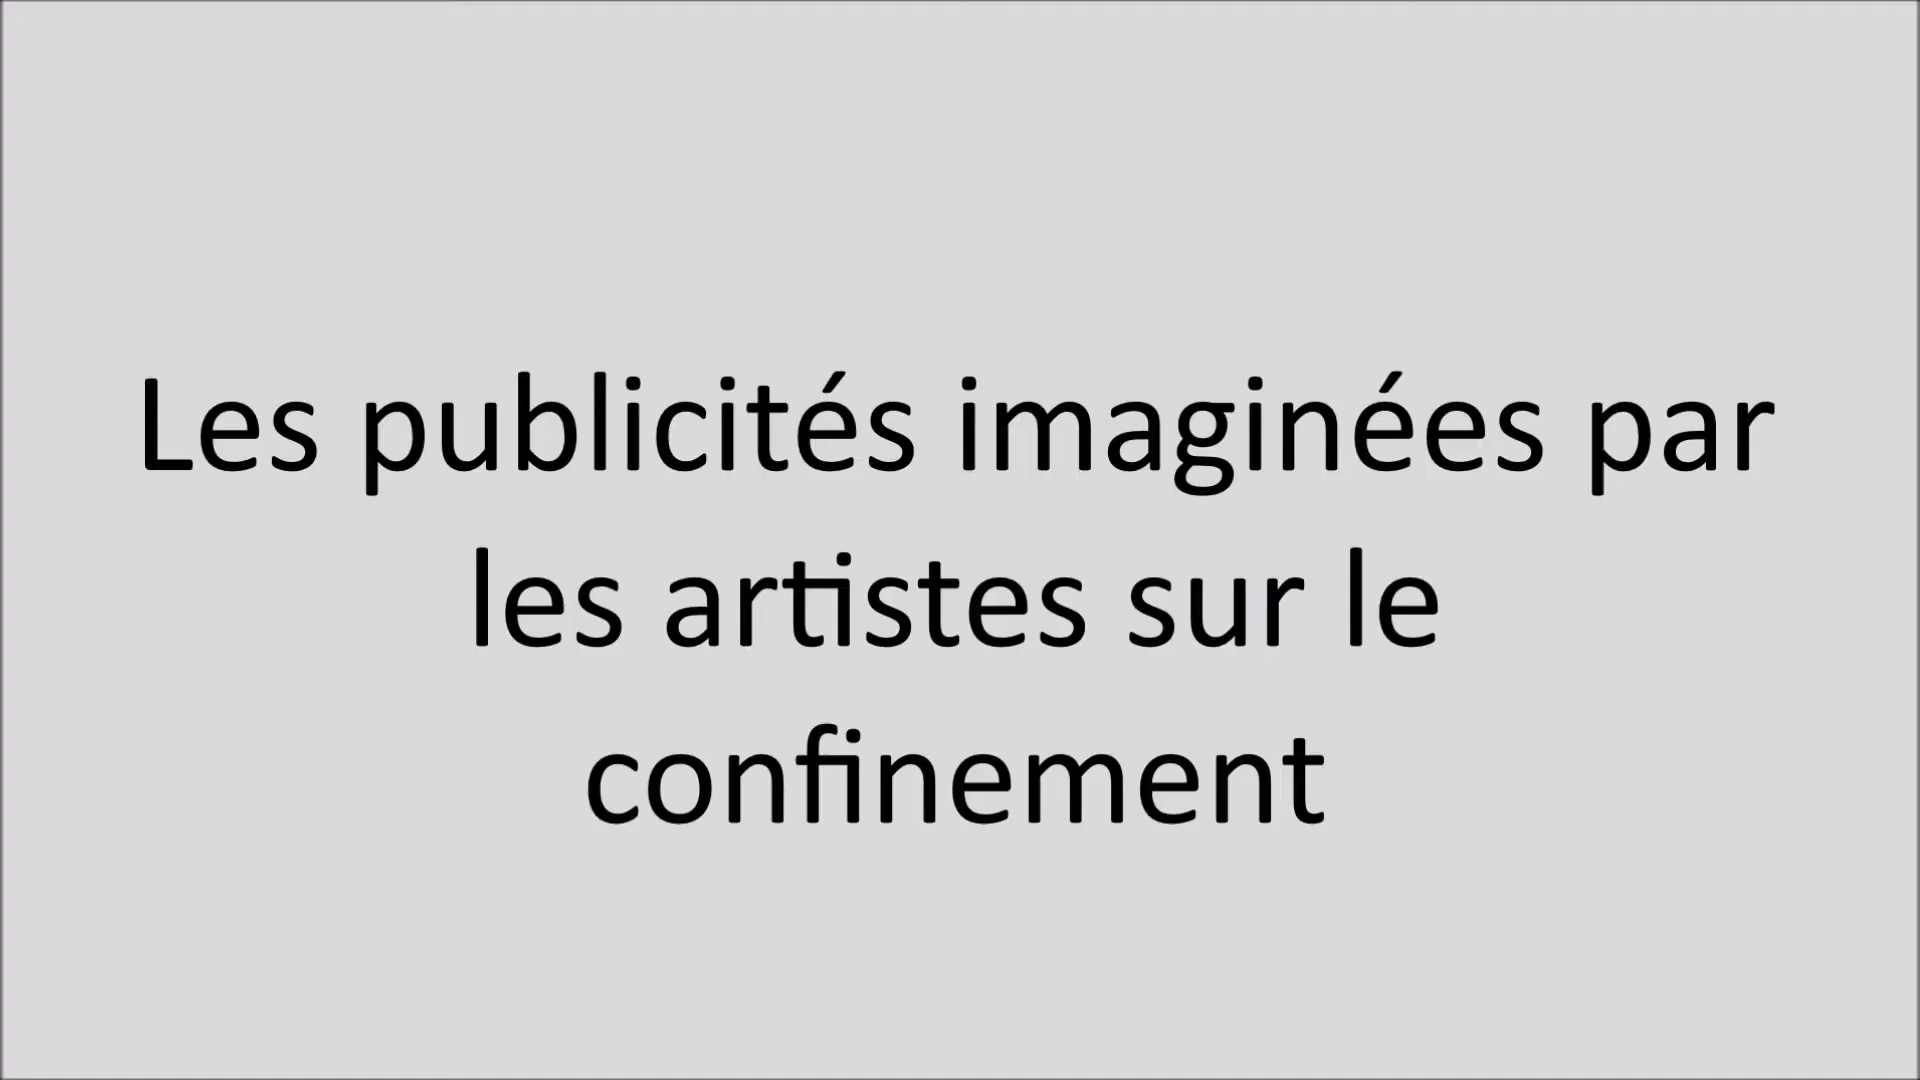 Les publicités imaginées par
les artistes sur le
confinement